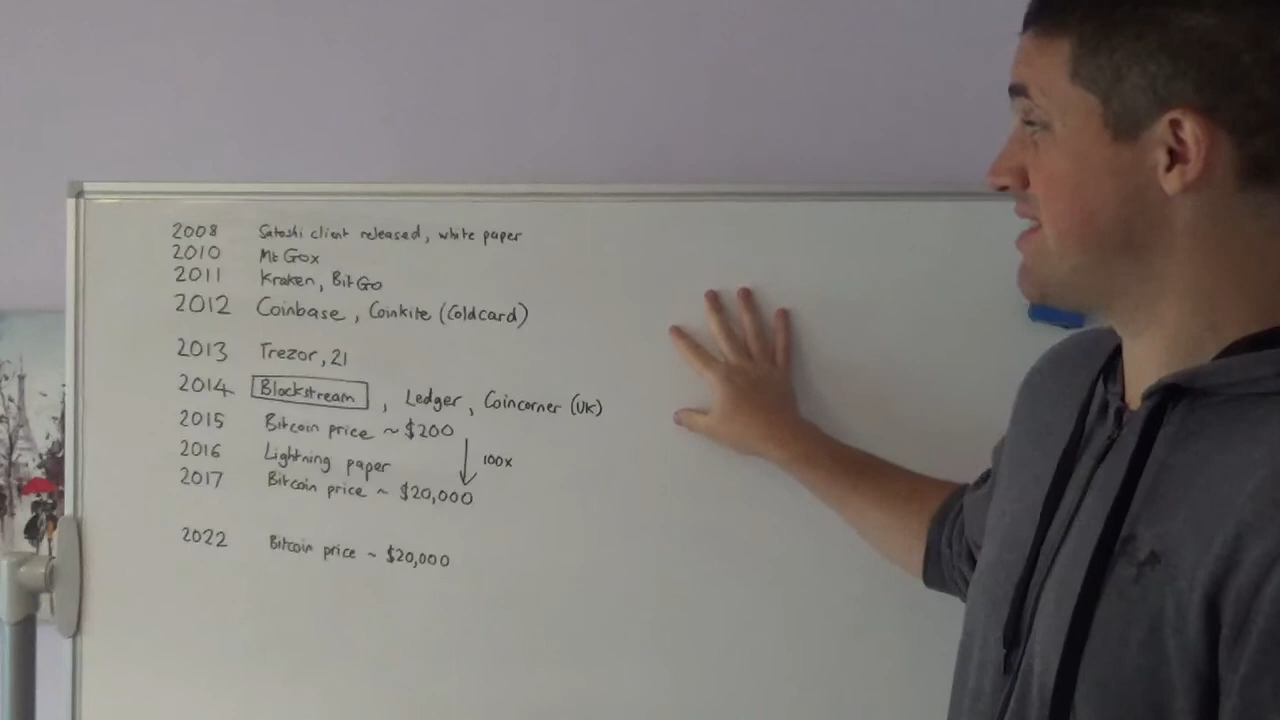 2008 Satoshi client released, white paper
2010 Mt Gox
2011 Kraken, BitGo
2012 Coinbase, Coinkite (Coldcard)
2013 Trezor, 21
2014 Blockstream, Ledger, Coincorner (UK)
2015 Bitcoin price ~ $200
2016 Lightning paper 100x
2017 Bitcoin price ~ $20,000
2022 Bitcoin price ~ $20,000